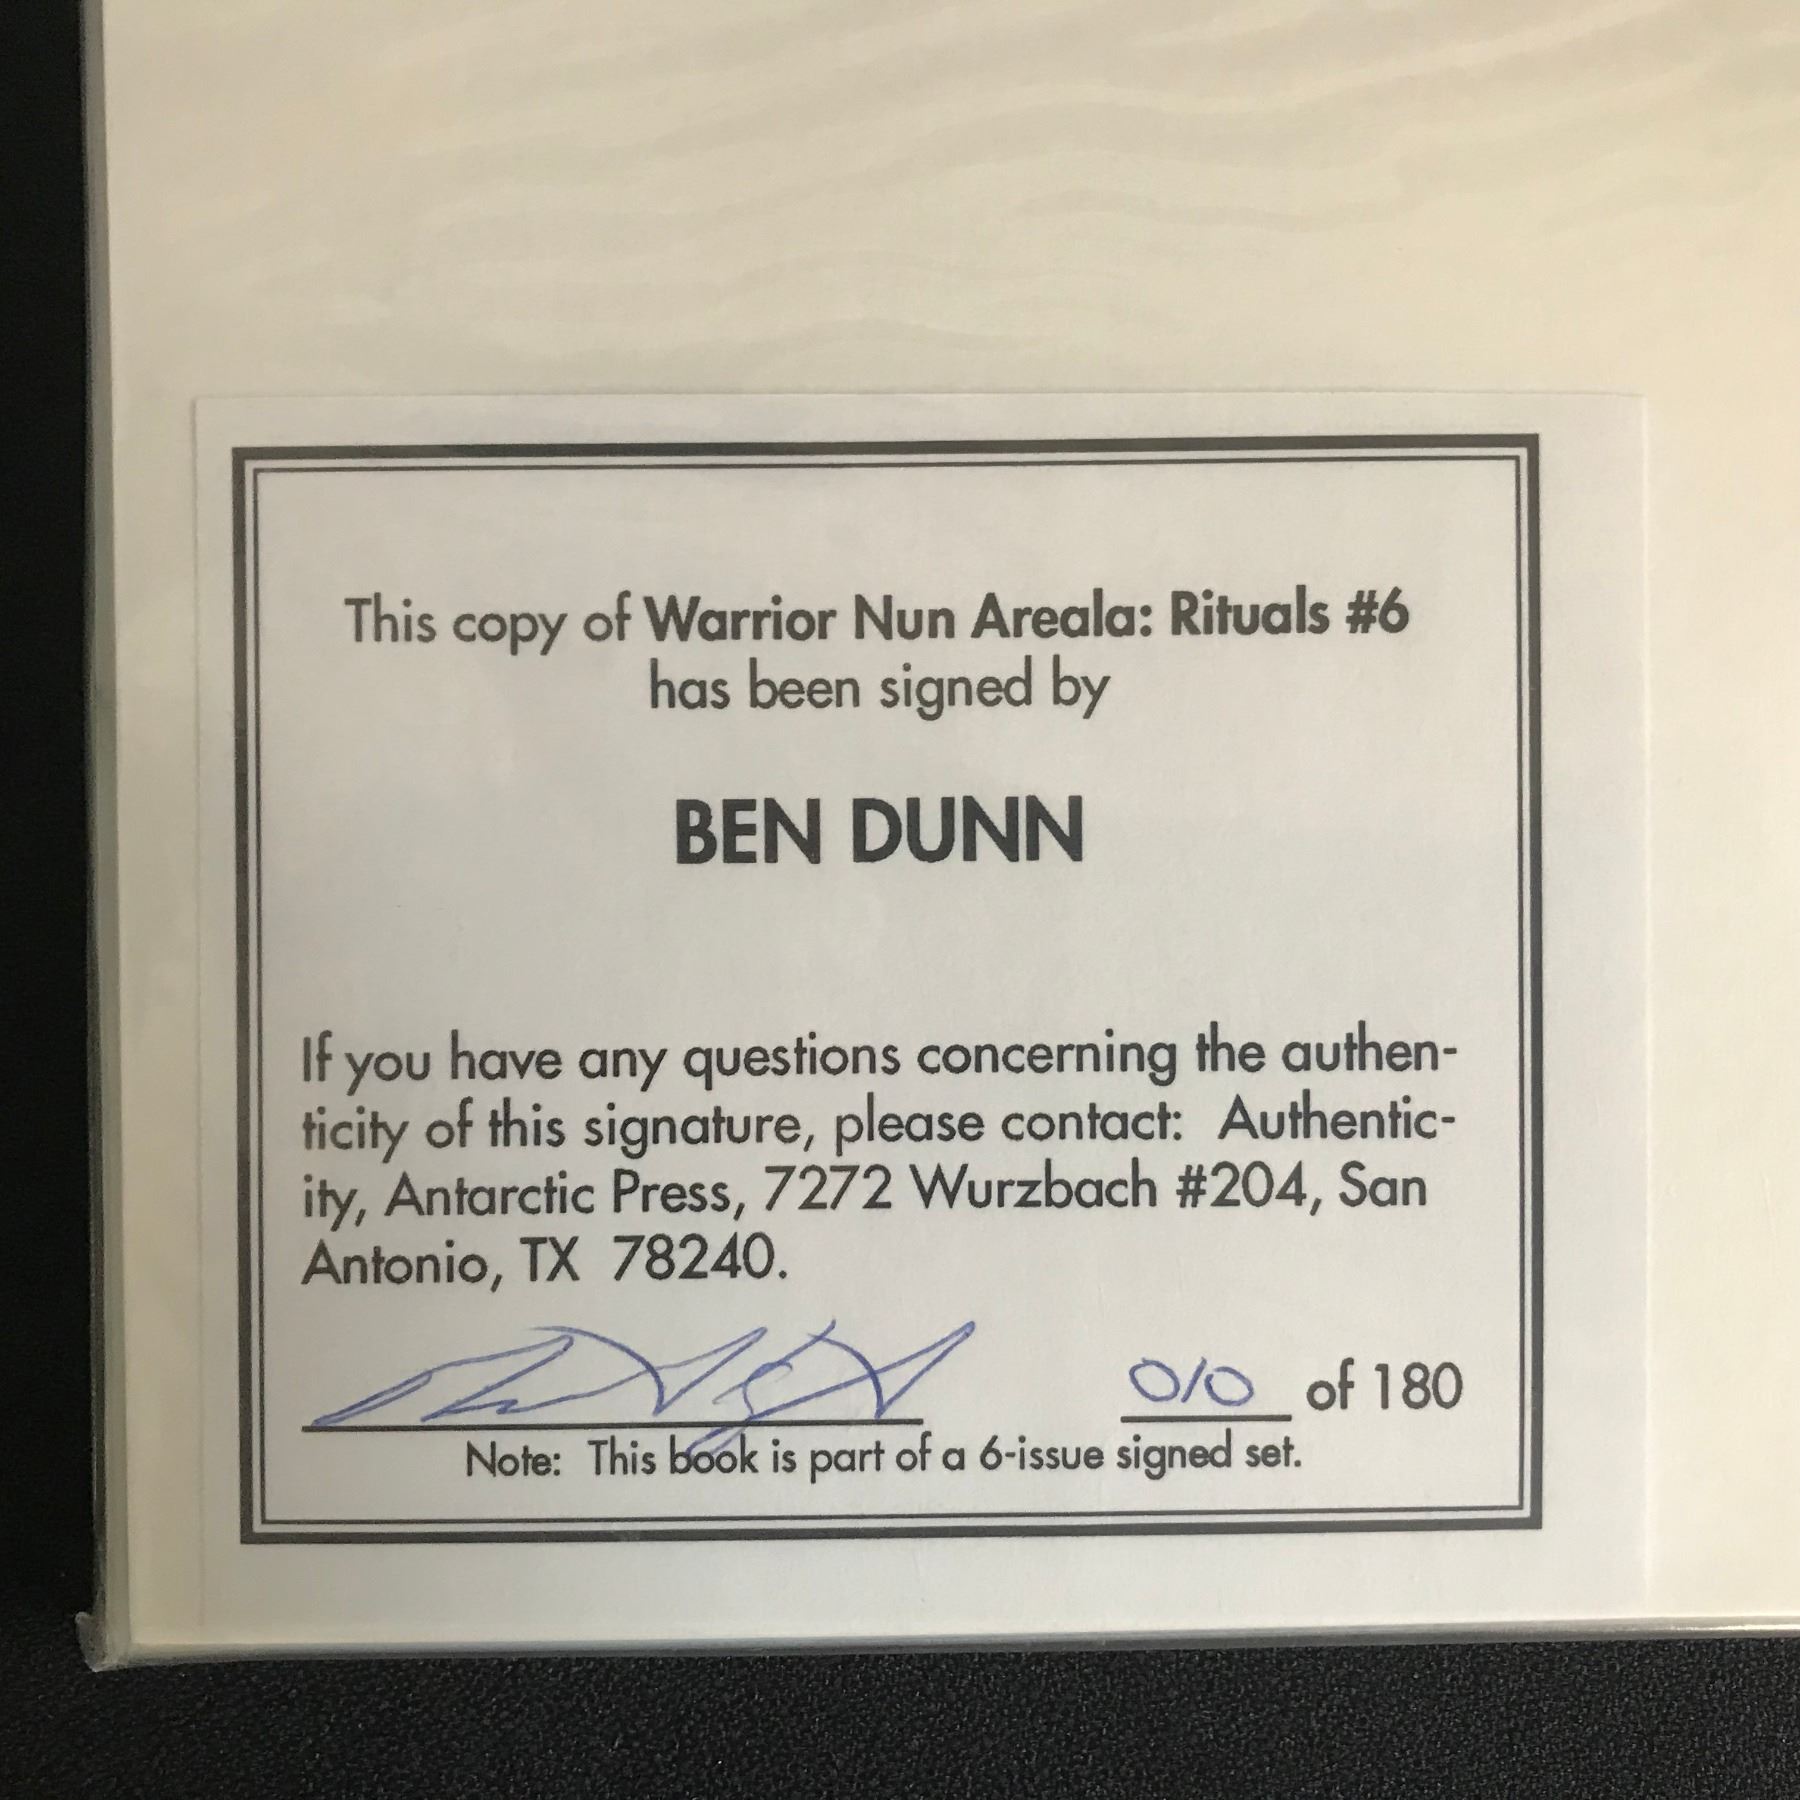 This copy of Warrior Nun Areala: Rituals #6
has been signed by
BEN DUNN
If you have any questions concerning the authen-
ticity of this signature, please contact: Authentic-
ity, Antarctic Press, 7272 Wurzbach #204, San
Antonio, TX 78240.
010 of 180
Note: This book is part of a 6-issue signed set.